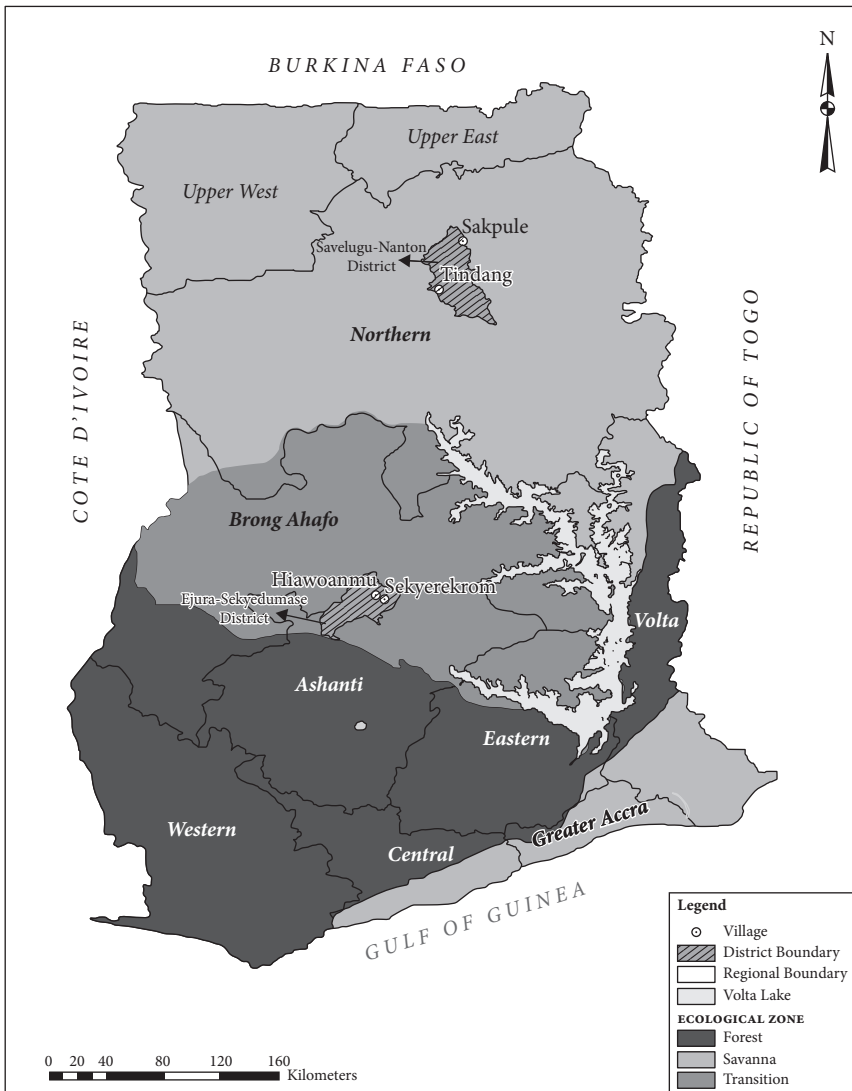 BURKINA FASO
N
Upper East
Upper West
Sakpule
Savelugu-Nanton
District
Tindang
Northern
COTE D'IVOIRE
REPUBLIC OF TOGO
Brong Ahafo
Hiawoanmu
Sekyerekrom
Ejura-Sekyedumase
District
Volta
Ashanti
Eastern
Western
Greater Accra
Central
GULF OF GUINEA
Legend
Village
District Boundary
Regional Boundary
Volta Lake
ECOLOGICAL ZONE
Forest
Savanna
Transition
0 20 40 80 120 160
Kilometers